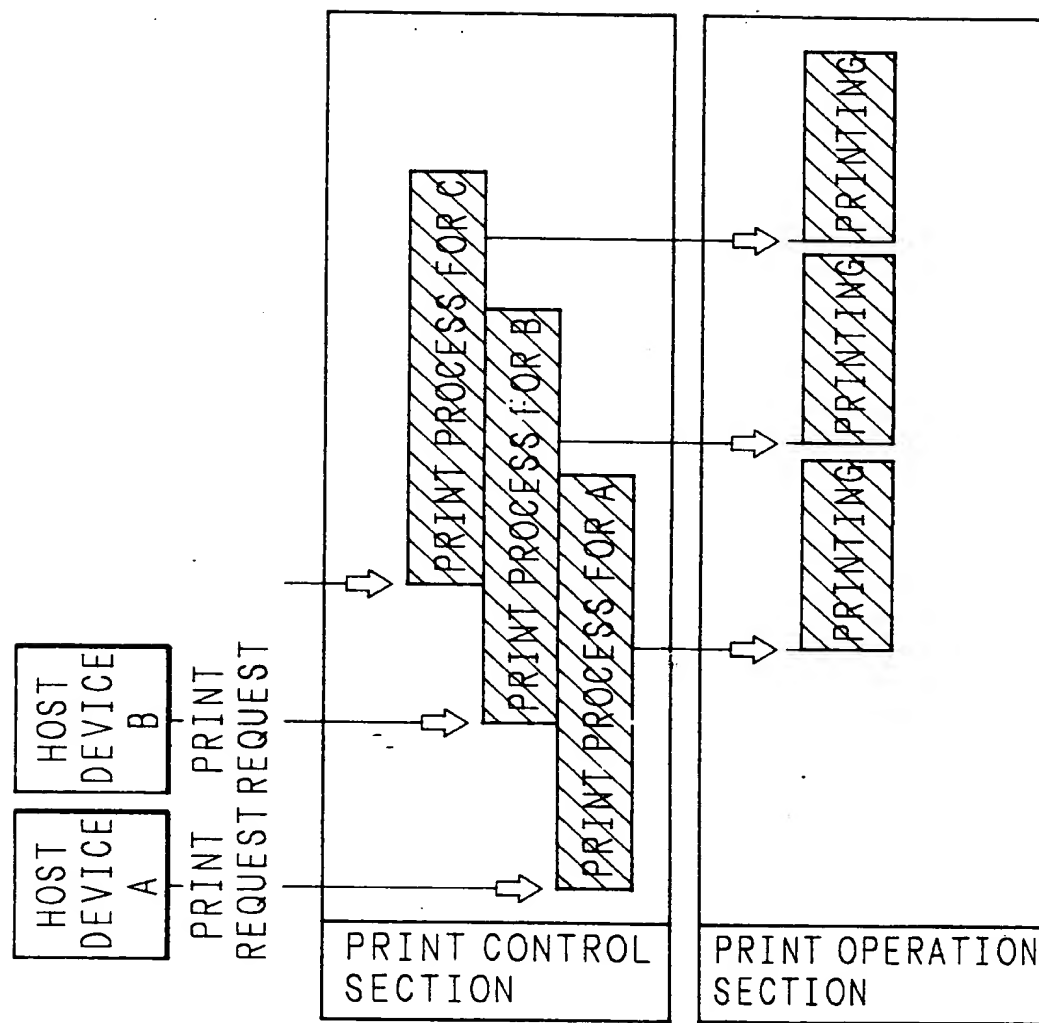 HOST
DEVICE
A
PRINT
REQUEST
HOST
DEVICE
B
PRINT
REQUEST
PRINT CONTROL
SECTION
PRINT PROCESS FOR A
PRINT PROCESS FOR B
PRINT PROCESS FOR C
PRINT OPERATION
SECTION
PRINTING
PRINTING
PRINTING